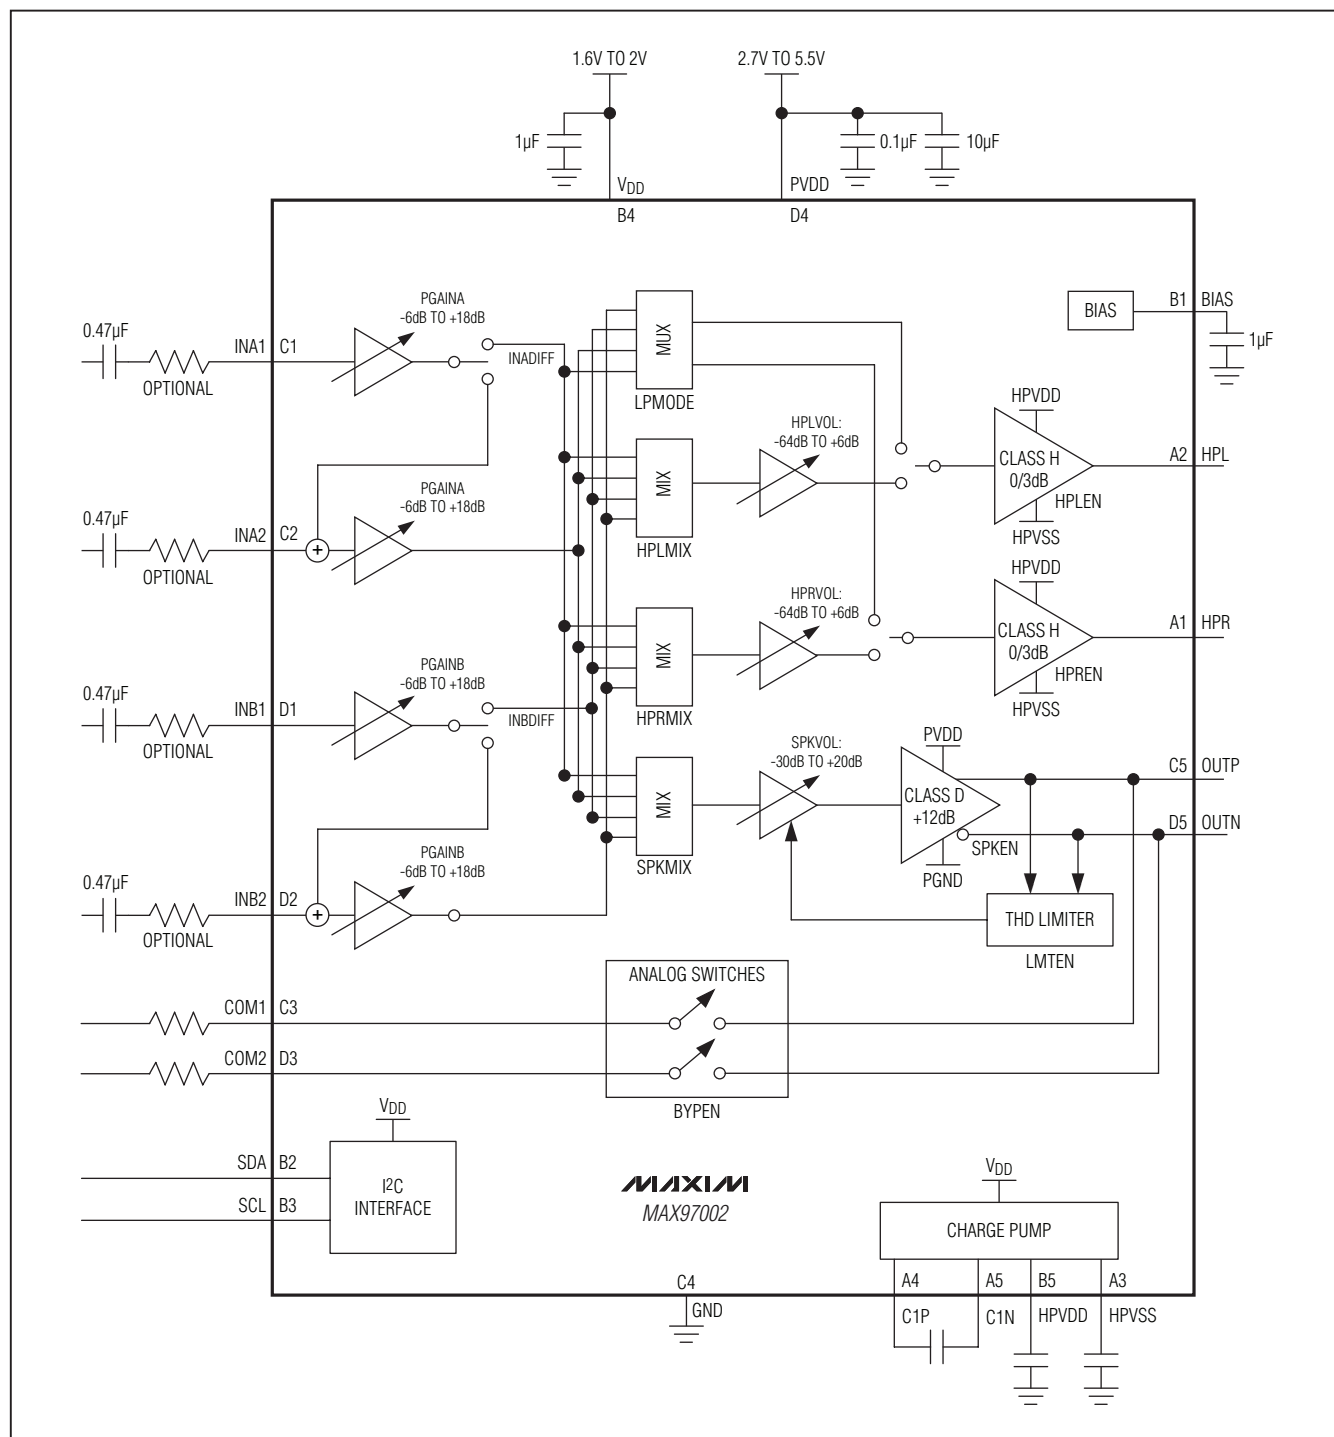 1.6V TO 2V
2.7V TO 5.5V
1µF
0.1µF
10µF
VDD
PVDD
B4
D4
BIAS
B1
BIAS
1µF
PGAINA
-6dB TO +18dB
0.47µF
INA1
C1
OPTIONAL
INADIFF
MUX
LPMODE
HPLVOL:
-64dB TO +6dB
HPVDD
CLASS H
0/3dB
HPLEN
HPVSS
A2
HPL
PGAINA
-6dB TO +18dB
0.47µF
INA2
C2
OPTIONAL
+
MIX
HPLMIX
HPRVOL:
-64dB TO +6dB
HPVDD
CLASS H
0/3dB
HPREN
HPVSS
A1
HPR
PGAINB
-6dB TO +18dB
0.47µF
INB1
D1
OPTIONAL
INBDIFF
MIX
HPRMIX
SPKVOL:
-30dB TO +20dB
PVDD
CLASS D
+12dB
SPKEN
PGND
C5
OUTP
D5
OUTN
MIX
SPKMIX
PGAINB
-6dB TO +18dB
0.47µF
INB2
D2
OPTIONAL
+
THD LIMITER
LMTEN
ANALOG SWITCHES
COM1
C3
COM2
D3
BYPEN
VDD
SDA
B2
SCL
B3
I2C
INTERFACE
MAXIM
MAX97002
VDD
CHARGE PUMP
C4
GND
A4
A5
B5
A3
C1P
C1N
HPVDD
HPVSS